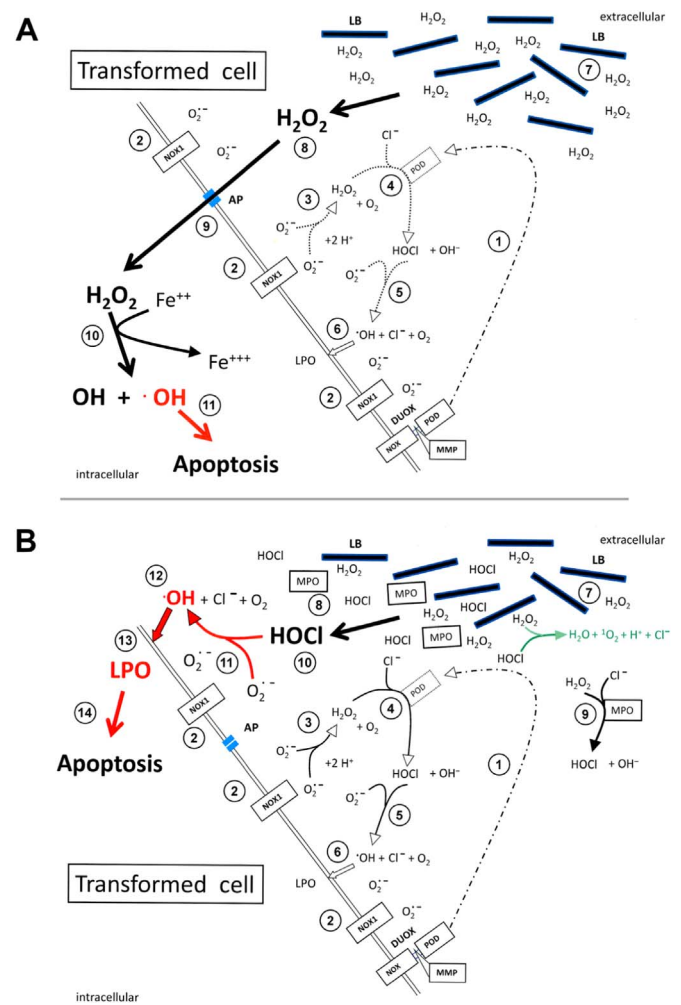 A
LB
H₂O₂
extracellular
H₂O₂
H₂O₂
LB
Transformed cell
H₂O₂
H₂O₂
7
H₂O₂
H₂O₂
H₂O₂
O₂˙⁻
H₂O₂
H₂O₂
2
NOX1
O₂˙⁻
8
Cl⁻
H₂O₂
4
POD
AP
3
H₂O₂
+ O₂
9
O₂˙⁻
+2 H⁺
1
2
NOX1
O₂˙⁻
HOCl + OH⁻
H₂O₂
Fe⁺⁺
O₂˙⁻
5
10
6
˙OH + Cl⁻ + O₂
Fe⁺⁺⁺
LPO
O₂˙⁻
OH + ˙OH
11
2
NOX1
O₂˙⁻
DUOX
POD
NOX
MMP
Apoptosis
intracellular
B
LB
extracellular
HOCl
H₂O₂
H₂O₂
LB
12
MPO
MPO
HOCl
7
˙OH + Cl⁻ + O₂
8
HOCl
HOCl
H₂O₂
H₂O₂
H₂O₂
13
HOCl
HOCl
MPO
H₂O₂
H₂O + ¹O₂ + H⁺ + Cl⁻
LPO
O₂˙⁻
11
10
HOCl
O₂˙⁻
Cl⁻
POD
H₂O₂
Cl⁻
14
NOX1
3
H₂O₂
+ O₂
4
9
MPO
2
AP
Apoptosis
O₂˙⁻
+2 H⁺
1
2
NOX1
O₂˙⁻
HOCl + OH⁻
HOCl + OH⁻
O₂˙⁻
5
6
˙OH + Cl⁻ + O₂
LPO
O₂˙⁻
Transformed cell
2
NOX1
O₂˙⁻
DUOX
POD
NOX
MMP
intracellular